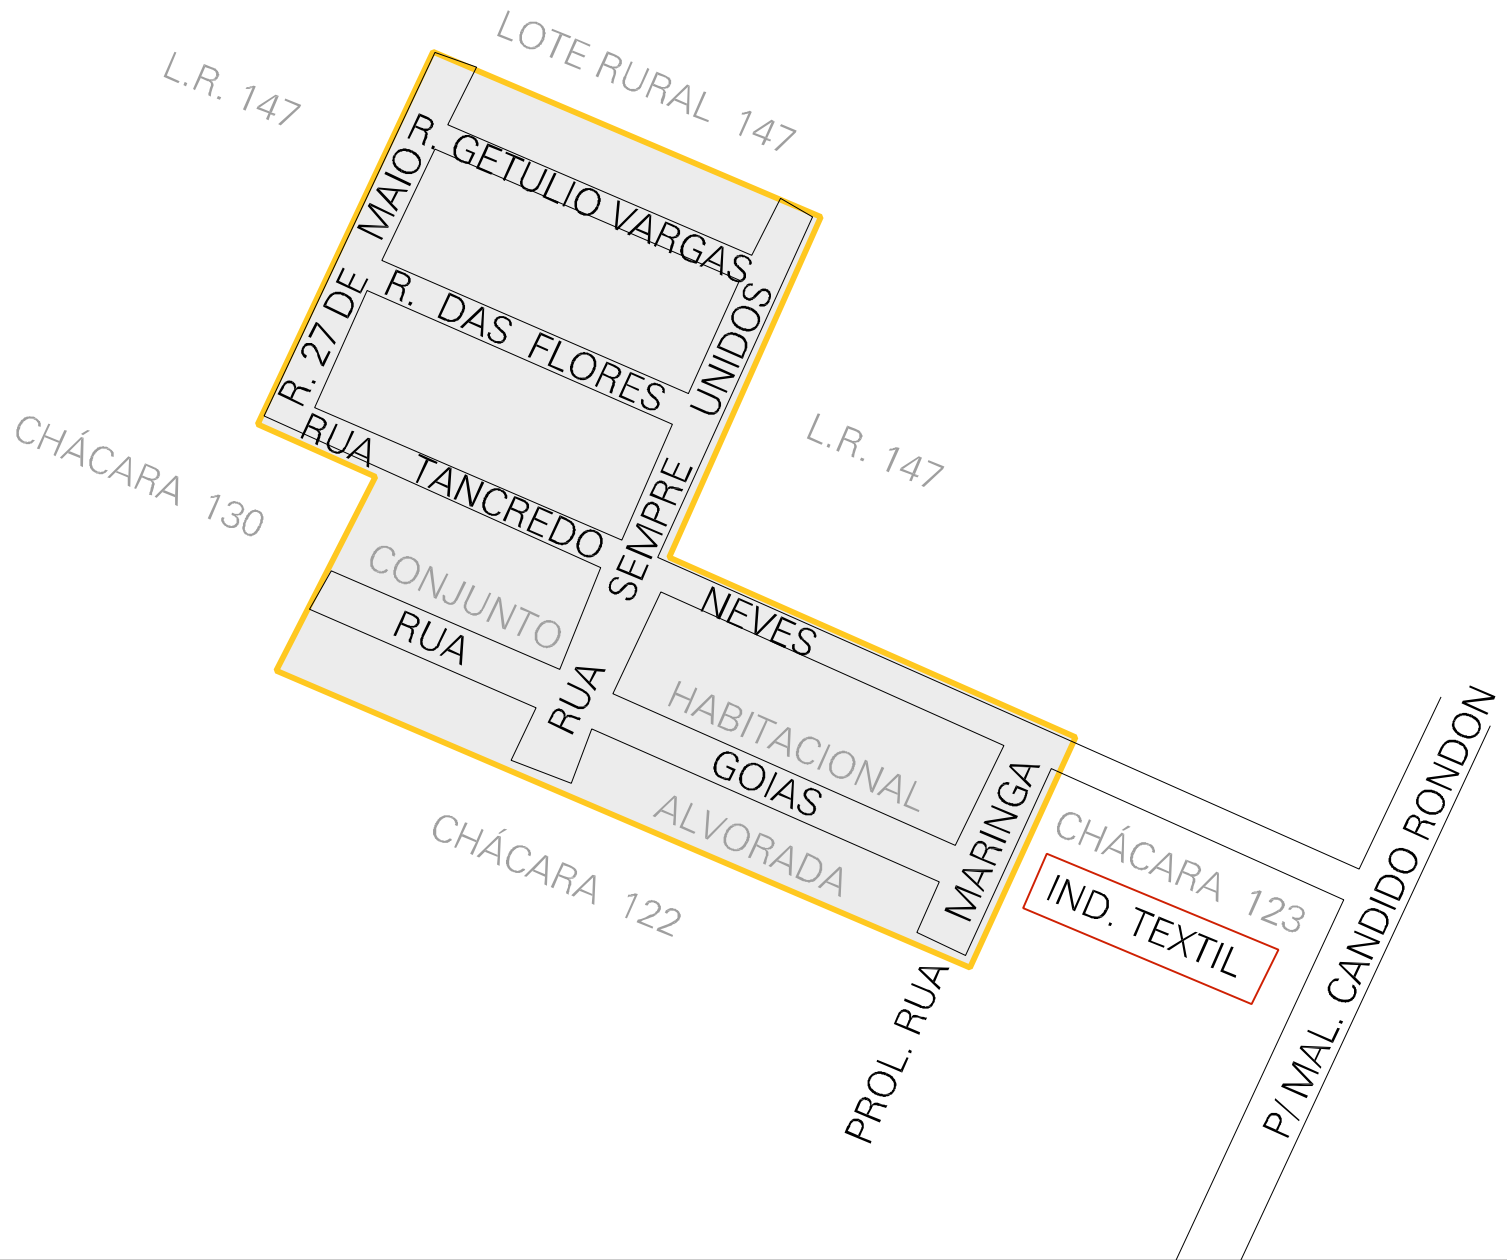 LOTE RURAL 147
L.R. 147
R. GETULIO VARGAS
R. 27 DE MAIO
R. DAS FLORES
RUA SEMPRE UNIDOS
L.R. 147
CHÁCARA 130
RUA TANCREDO NEVES
CONJUNTO HABITACIONAL
ALVORADA
RUA GOIAS
CHÁCARA 122
PROL. RUA MARINGA
CHÁCARA 123
IND. TEXTIL
P/ MAL. CANDIDO RONDON